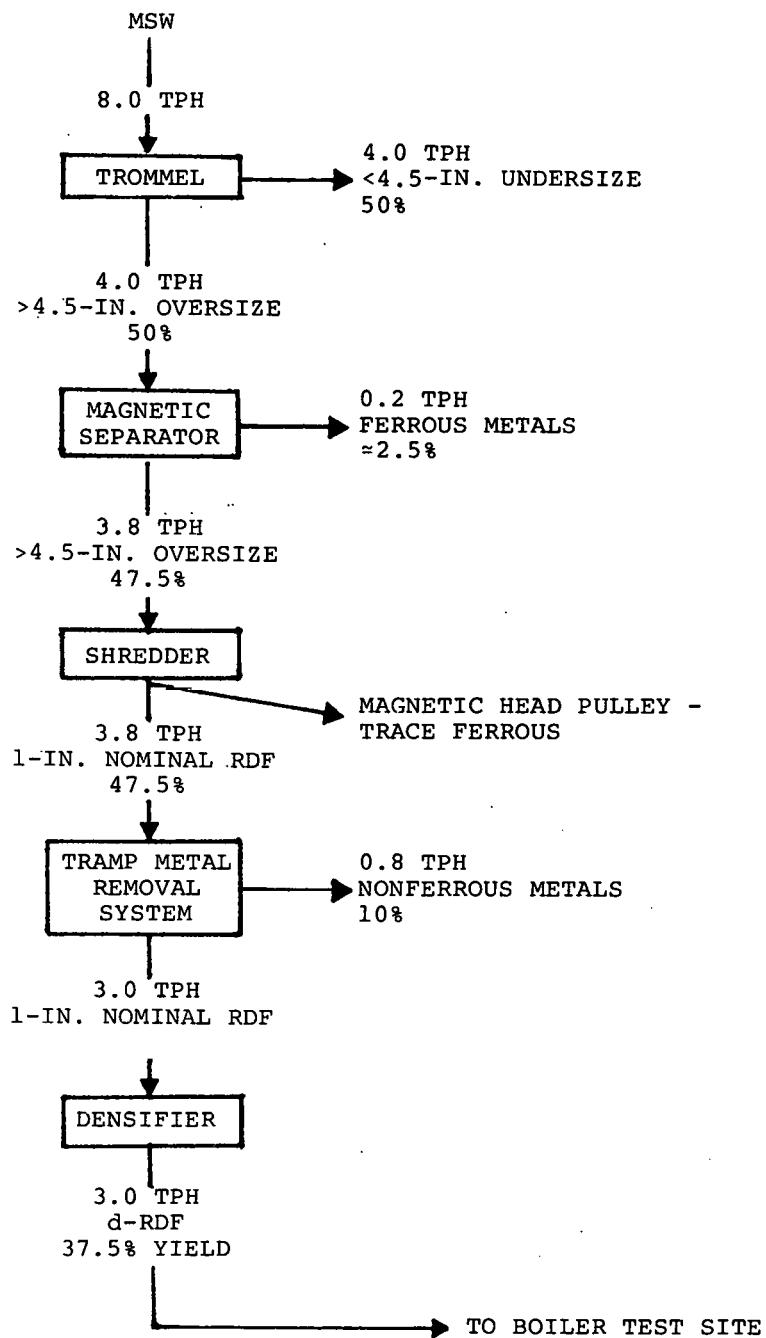 MSW
8.0 TPH
TROMMEL
4.0 TPH
<4.5-IN. UNDERSIZE
50%
4.0 TPH
>4.5-IN. OVERSIZE
50%
MAGNETIC
SEPARATOR
0.2 TPH
FERROUS METALS
≈2.5%
3.8 TPH
>4.5-IN. OVERSIZE
47.5%
SHREDDER
MAGNETIC HEAD PULLEY -
TRACE FERROUS
3.8 TPH
1-IN. NOMINAL RDF
47.5%
TRAMP METAL
REMOVAL
SYSTEM
0.8 TPH
NONFERROUS METALS
10%
3.0 TPH
1-IN. NOMINAL RDF
DENSIFIER
3.0 TPH
d-RDF
37.5% YIELD
TO BOILER TEST SITE